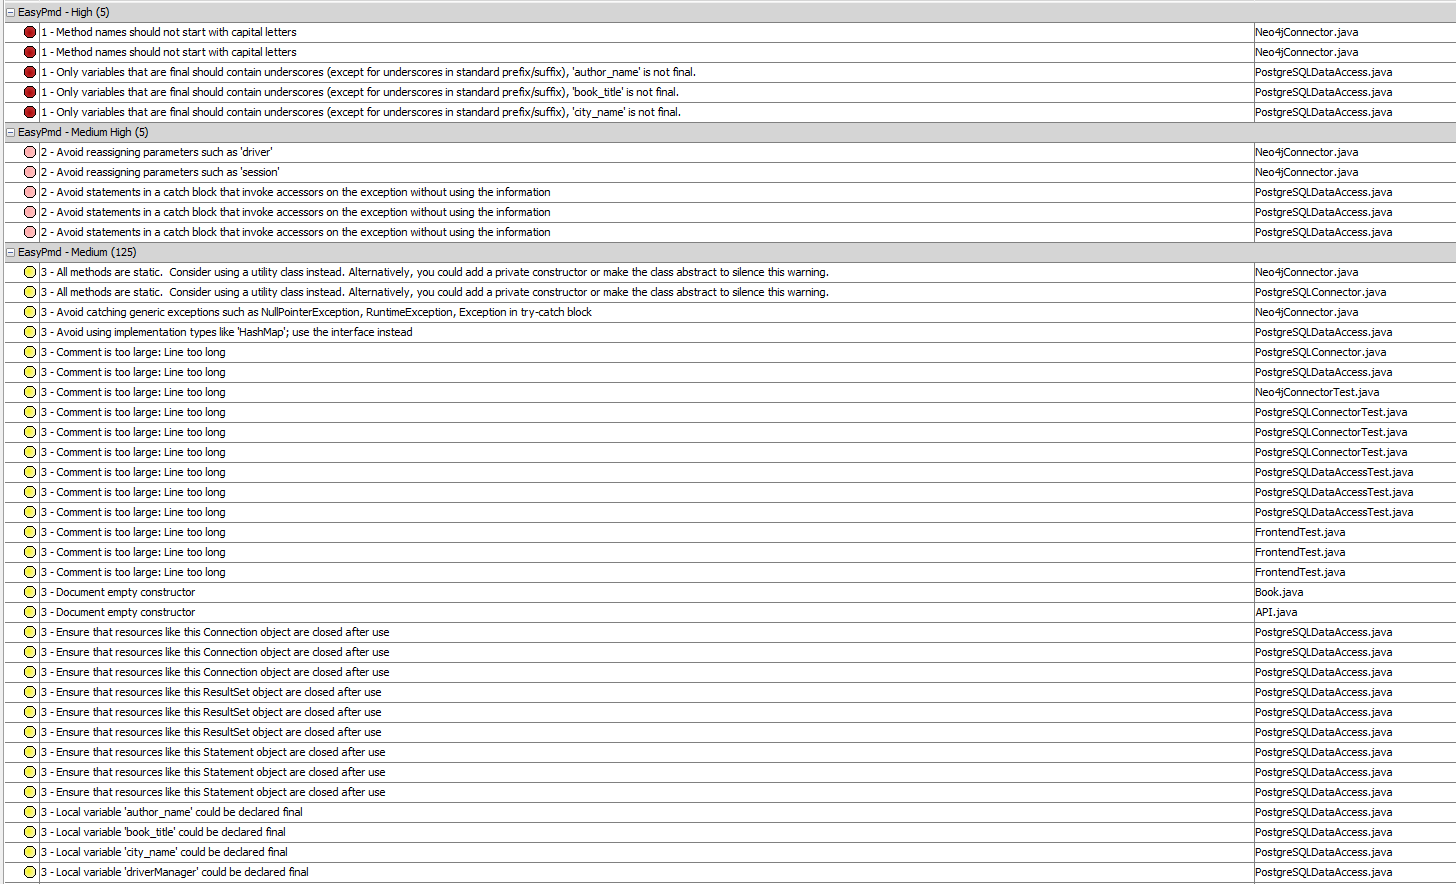 EasyPmd - High (5)
1 - Method names should not start with capital letters Neo4jConnector.java
1 - Method names should not start with capital letters Neo4jConnector.java
1 - Only variables that are final should contain underscores (except for underscores in standard prefix/suffix), 'author_name' is not final. PostgreSQLDataAccess.java
1 - Only variables that are final should contain underscores (except for underscores in standard prefix/suffix), 'book_title' is not final. PostgreSQLDataAccess.java
1 - Only variables that are final should contain underscores (except for underscores in standard prefix/suffix), 'city_name' is not final. PostgreSQLDataAccess.java
EasyPmd - Medium High (5)
2 - Avoid reassigning parameters such as 'driver' Neo4jConnector.java
2 - Avoid reassigning parameters such as 'session' Neo4jConnector.java
2 - Avoid statements in a catch block that invoke accessors on the exception without using the information PostgreSQLDataAccess.java
2 - Avoid statements in a catch block that invoke accessors on the exception without using the information PostgreSQLDataAccess.java
2 - Avoid statements in a catch block that invoke accessors on the exception without using the information PostgreSQLDataAccess.java
EasyPmd - Medium (125)
3 - All methods are static.  Consider using a utility class instead. Alternatively, you could add a private constructor or make the class abstract to silence this warning. Neo4jConnector.java
3 - All methods are static.  Consider using a utility class instead. Alternatively, you could add a private constructor or make the class abstract to silence this warning. PostgreSQLConnector.java
3 - Avoid catching generic exceptions such as NullPointerException, RuntimeException, Exception in try-catch block Neo4jConnector.java
3 - Avoid using implementation types like 'HashMap'; use the interface instead PostgreSQLDataAccess.java
3 - Comment is too large: Line too long PostgreSQLConnector.java
3 - Comment is too large: Line too long PostgreSQLDataAccess.java
3 - Comment is too large: Line too long Neo4jConnectorTest.java
3 - Comment is too large: Line too long PostgreSQLConnectorTest.java
3 - Comment is too large: Line too long PostgreSQLConnectorTest.java
3 - Comment is too large: Line too long PostgreSQLConnectorTest.java
3 - Comment is too large: Line too long PostgreSQLDataAccessTest.java
3 - Comment is too large: Line too long PostgreSQLDataAccessTest.java
3 - Comment is too large: Line too long PostgreSQLDataAccessTest.java
3 - Comment is too large: Line too long FrontendTest.java
3 - Comment is too large: Line too long FrontendTest.java
3 - Comment is too large: Line too long FrontendTest.java
3 - Document empty constructor Book.java
3 - Document empty constructor API.java
3 - Ensure that resources like this Connection object are closed after use PostgreSQLDataAccess.java
3 - Ensure that resources like this Connection object are closed after use PostgreSQLDataAccess.java
3 - Ensure that resources like this Connection object are closed after use PostgreSQLDataAccess.java
3 - Ensure that resources like this ResultSet object are closed after use PostgreSQLDataAccess.java
3 - Ensure that resources like this ResultSet object are closed after use PostgreSQLDataAccess.java
3 - Ensure that resources like this ResultSet object are closed after use PostgreSQLDataAccess.java
3 - Ensure that resources like this Statement object are closed after use PostgreSQLDataAccess.java
3 - Ensure that resources like this Statement object are closed after use PostgreSQLDataAccess.java
3 - Ensure that resources like this Statement object are closed after use PostgreSQLDataAccess.java
3 - Local variable 'author_name' could be declared final PostgreSQLDataAccess.java
3 - Local variable 'book_title' could be declared final PostgreSQLDataAccess.java
3 - Local variable 'city_name' could be declared final PostgreSQLDataAccess.java
3 - Local variable 'driverManager' could be declared final PostgreSQLDataAccess.java